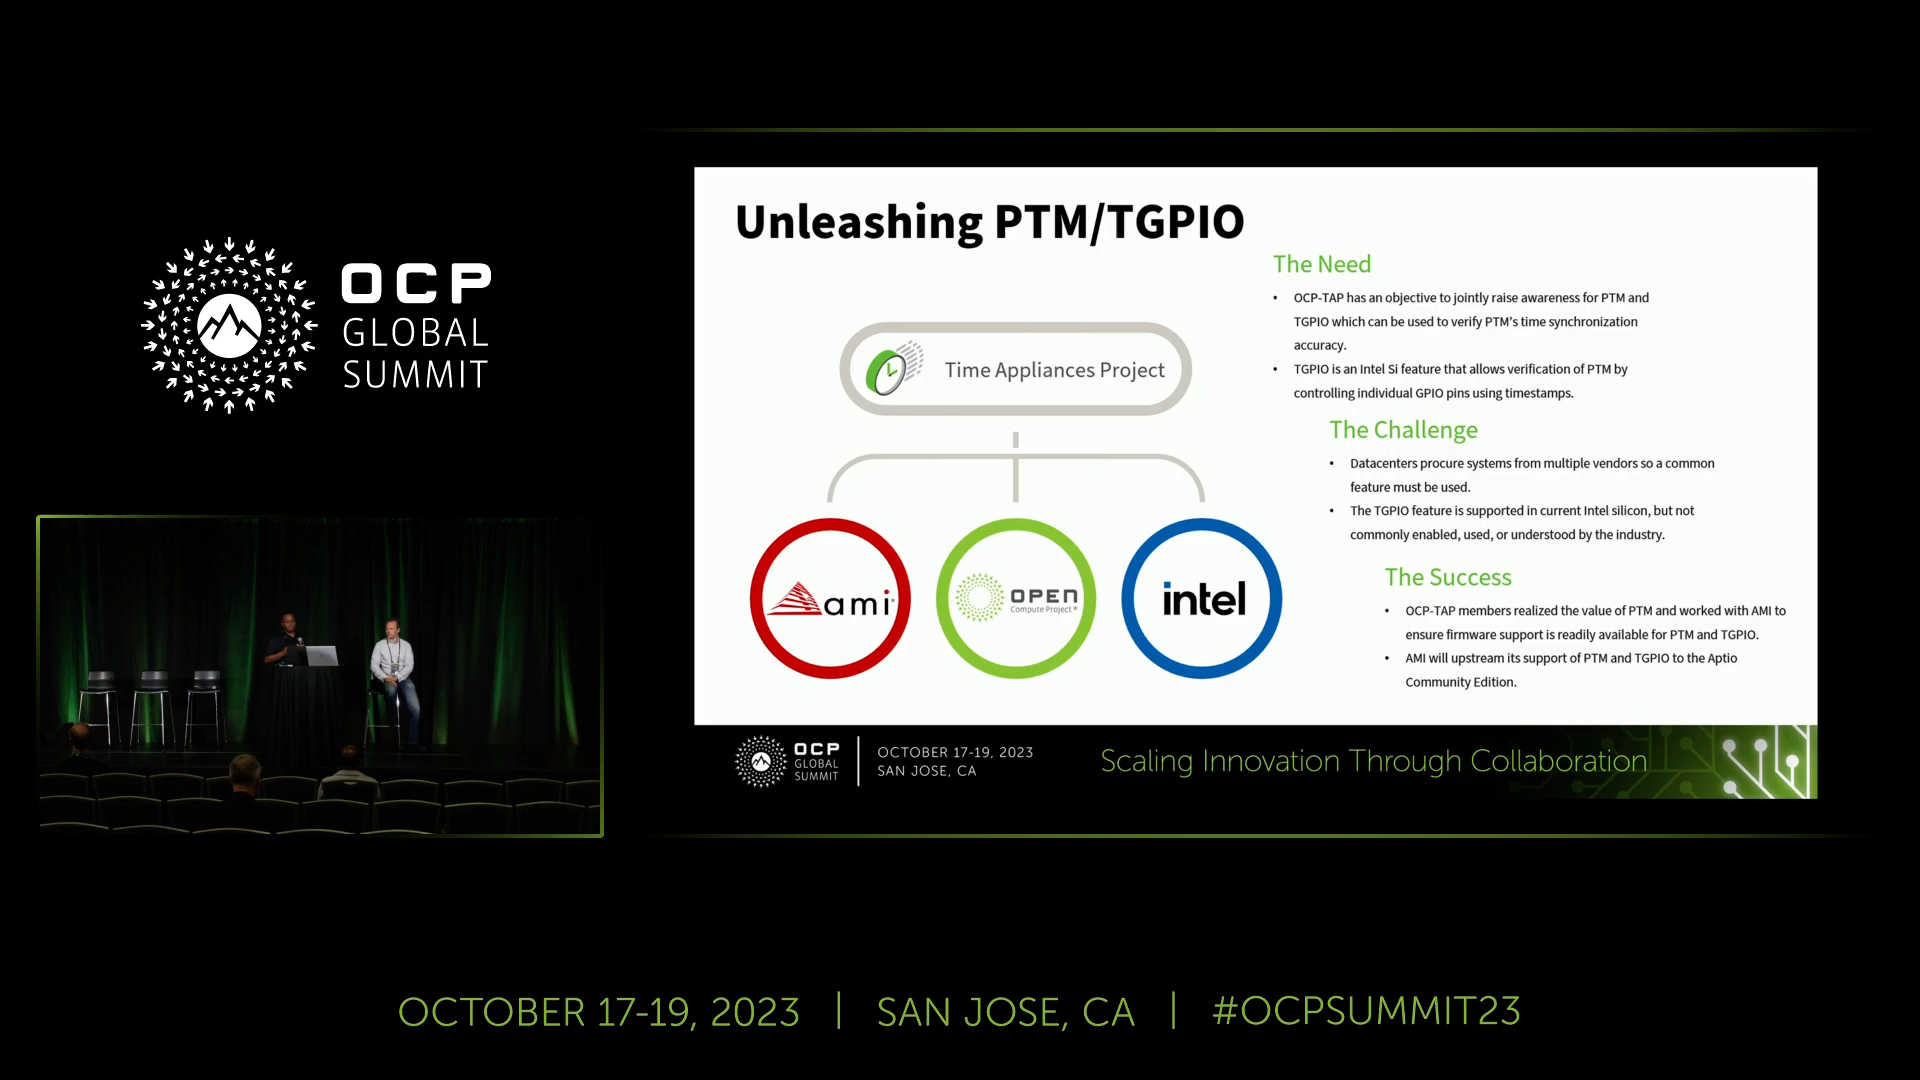 OCP
GLOBAL
SUMMIT
Unleashing PTM/TGPIO
Time Appliances Project
ami
OPEN
Compute Project®
intel
The Need
• OCP-TAP has an objective to jointly raise awareness for PTM and
TGPIO which can be used to verify PTM's time synchronization
accuracy.
• TGPIO is an Intel Si feature that allows verification of PTM by
controlling individual GPIO pins using timestamps.
The Challenge
• Datacenters procure systems from multiple vendors so a common
feature must be used.
• The TGPIO feature is supported in current Intel silicon, but not
commonly enabled, used, or understood by the industry.
The Success
• OCP-TAP members realized the value of PTM and worked with AMI to
ensure firmware support is readily available for PTM and TGPIO.
• AMI will upstream its support of PTM and TGPIO to the Aptio
Community Edition.
OCP
GLOBAL
SUMMIT
OCTOBER 17-19, 2023
SAN JOSE, CA
Scaling Innovation Through Collaboration
OCTOBER 17-19, 2023 | SAN JOSE, CA | #OCPSUMMIT23